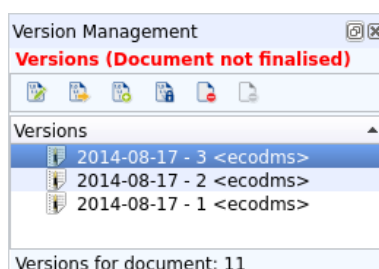 Version Management
Versions (Document not finalised)
Versions
2014-08-17 - 3 <ecodms>
2014-08-17 - 2 <ecodms>
2014-08-17 - 1 <ecodms>
Versions for document: 11